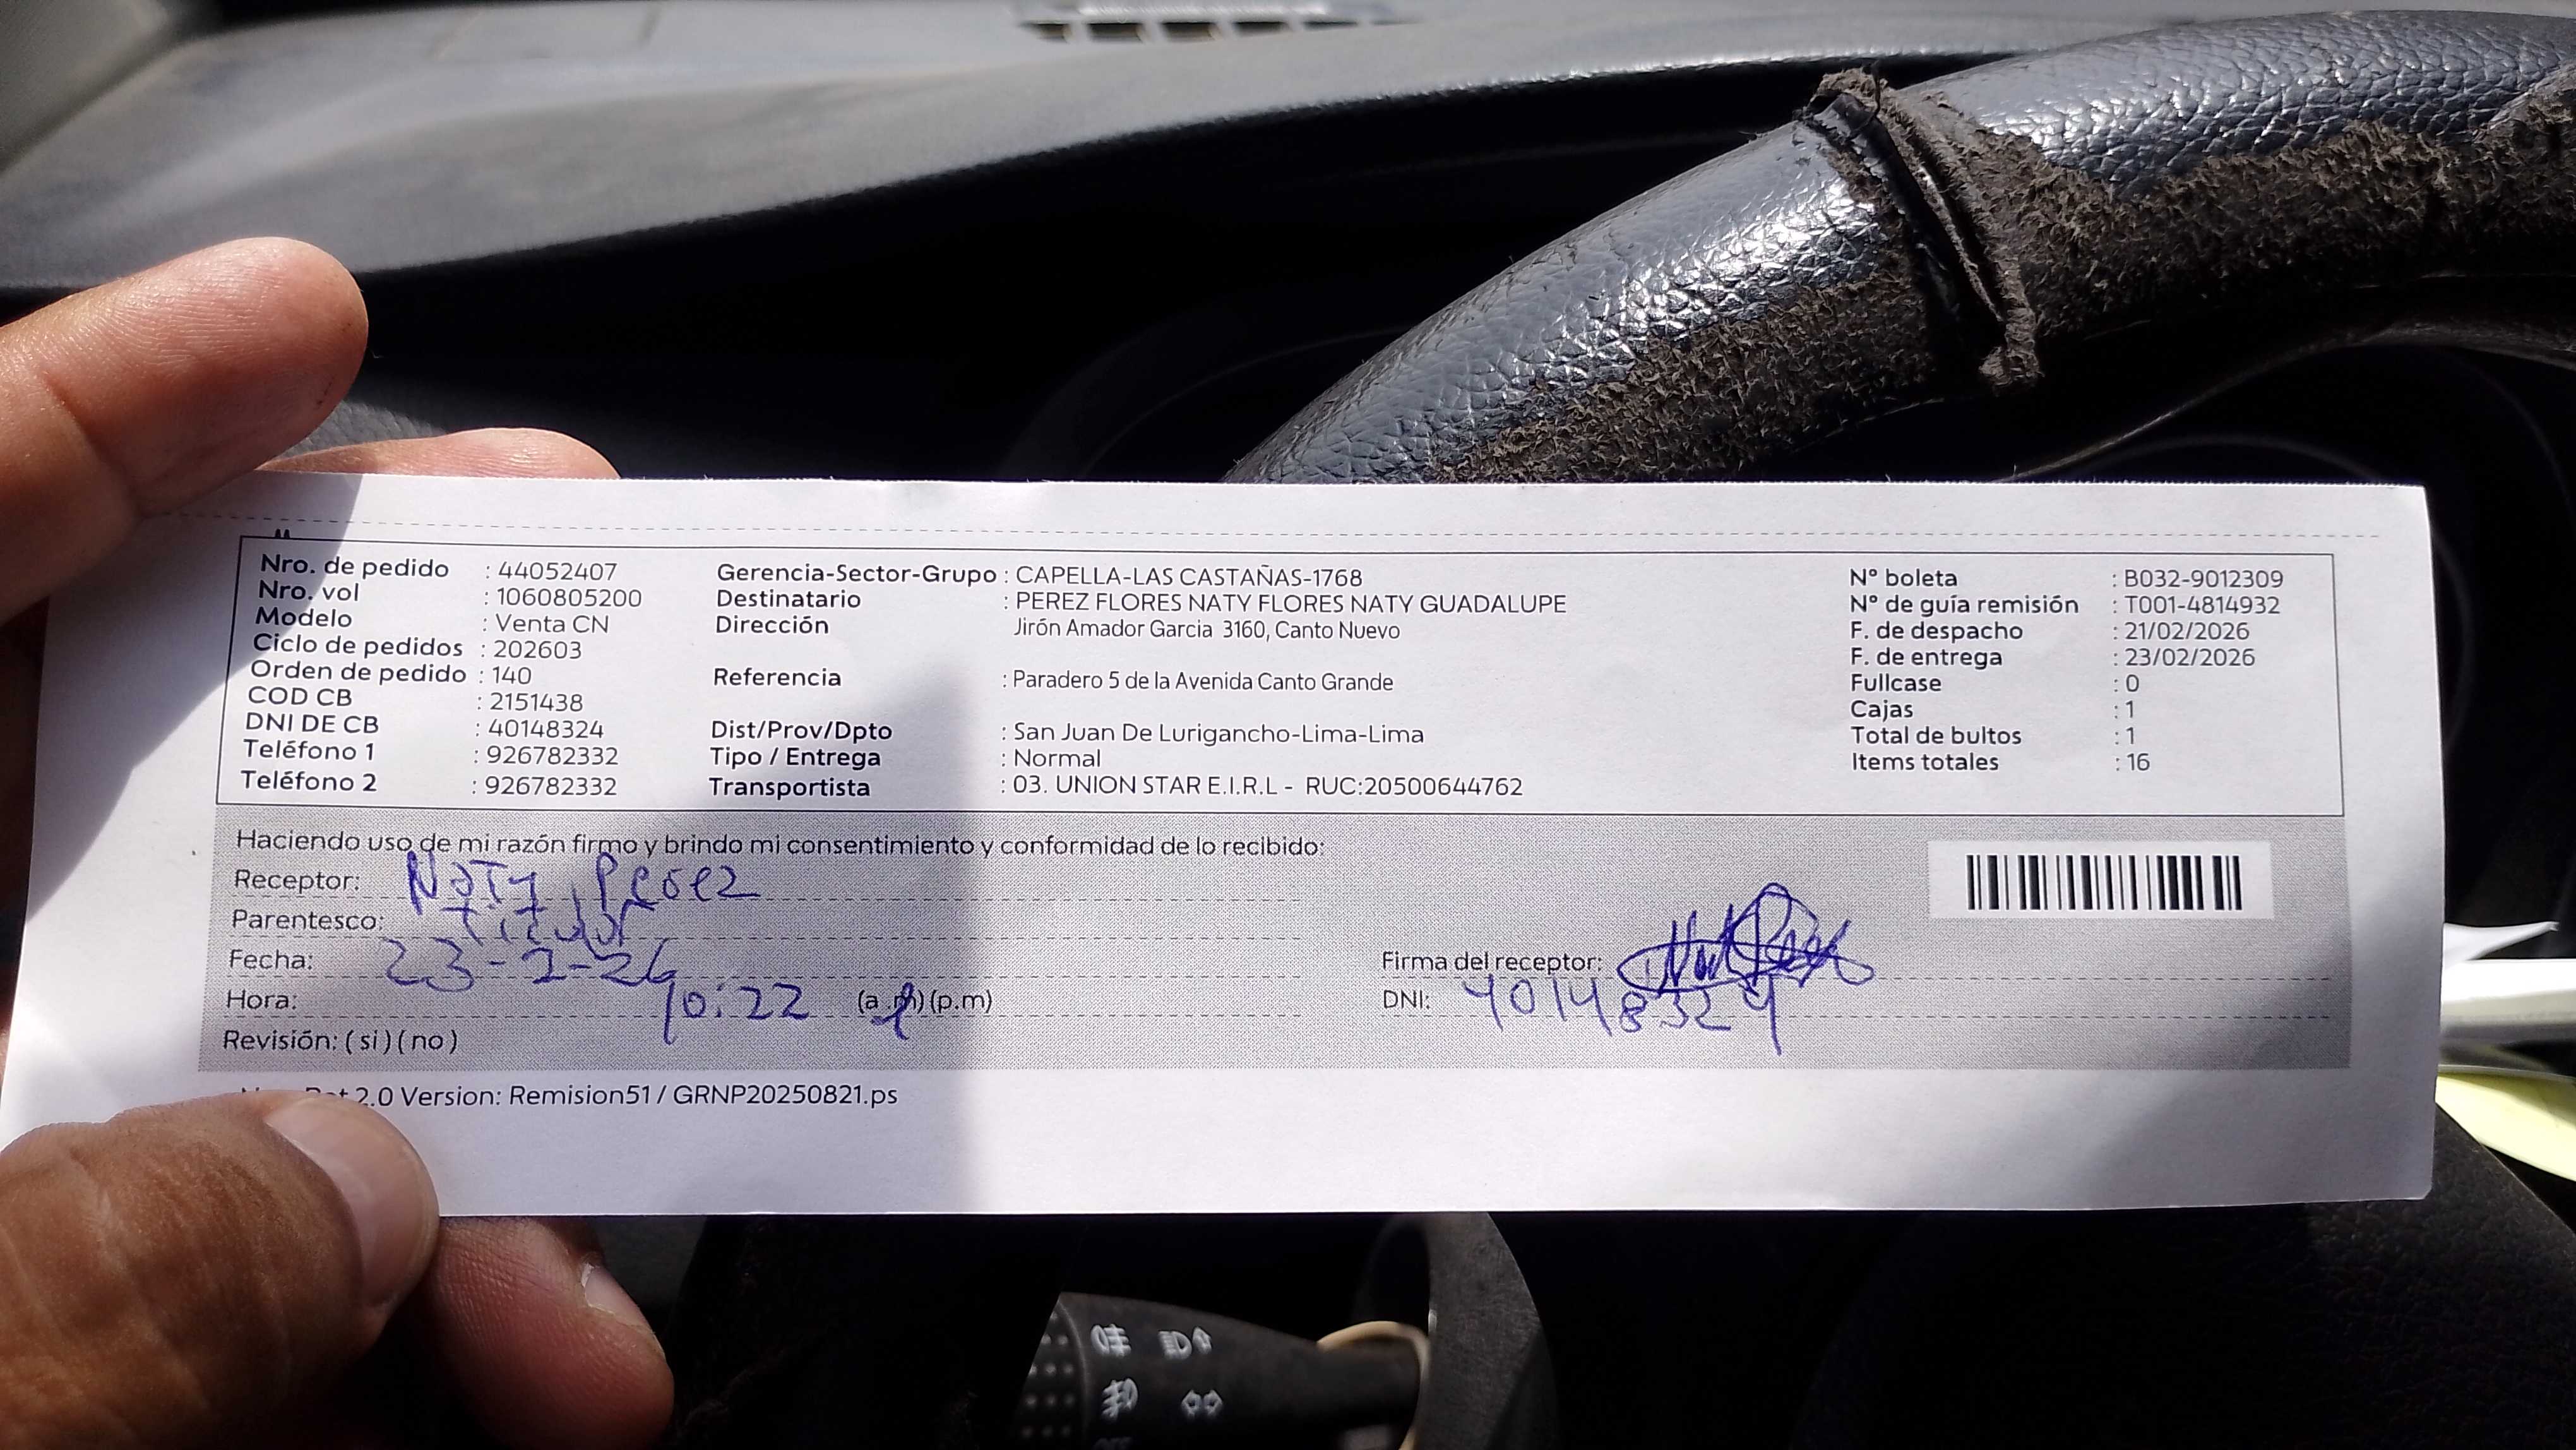 Nro. de pedido : 44052407
Nro. vol : 1060805200
Modelo : Venta CN
Ciclo de pedidos : 202603
Orden de pedido : 140
COD CB : 2151438
DNI DE CB : 40148324
Teléfono 1 : 926782332
Teléfono 2 : 926782332
Gerencia-Sector-Grupo : CAPELLA-LAS CASTAÑAS-1768
Destinatario : PEREZ FLORES NATY FLORES NATY GUADALUPE
Dirección Jirón Amador Garcia 3160, Canto Nuevo
Referencia : Paradero 5 de la Avenida Canto Grande
Dist/Prov/Dpto : San Juan De Lurigancho-Lima-Lima
Tipo / Entrega : Normal
Transportista : 03. UNION STAR E.I.R.L - RUC:20500644762
N° boleta : B032-9012309
N° de guía remisión : T001-4814932
F. de despacho : 21/02/2026
F. de entrega : 23/02/2026
Fullcase : 0
Cajas : 1
Total de bultos : 1
Items totales : 16
Haciendo uso de mi razón firmo y brindo mi consentimiento y conformidad de lo recibido:
Receptor: Naty Perez
Parentesco: Titular
Fecha: 23-2-26
Hora: 10:22 (a.m) (p.m)
Revisión: ( si ) ( no )
Firma del receptor:
DNI: 40148324
2.0 Version: Remision51 / GRNP20250821.ps